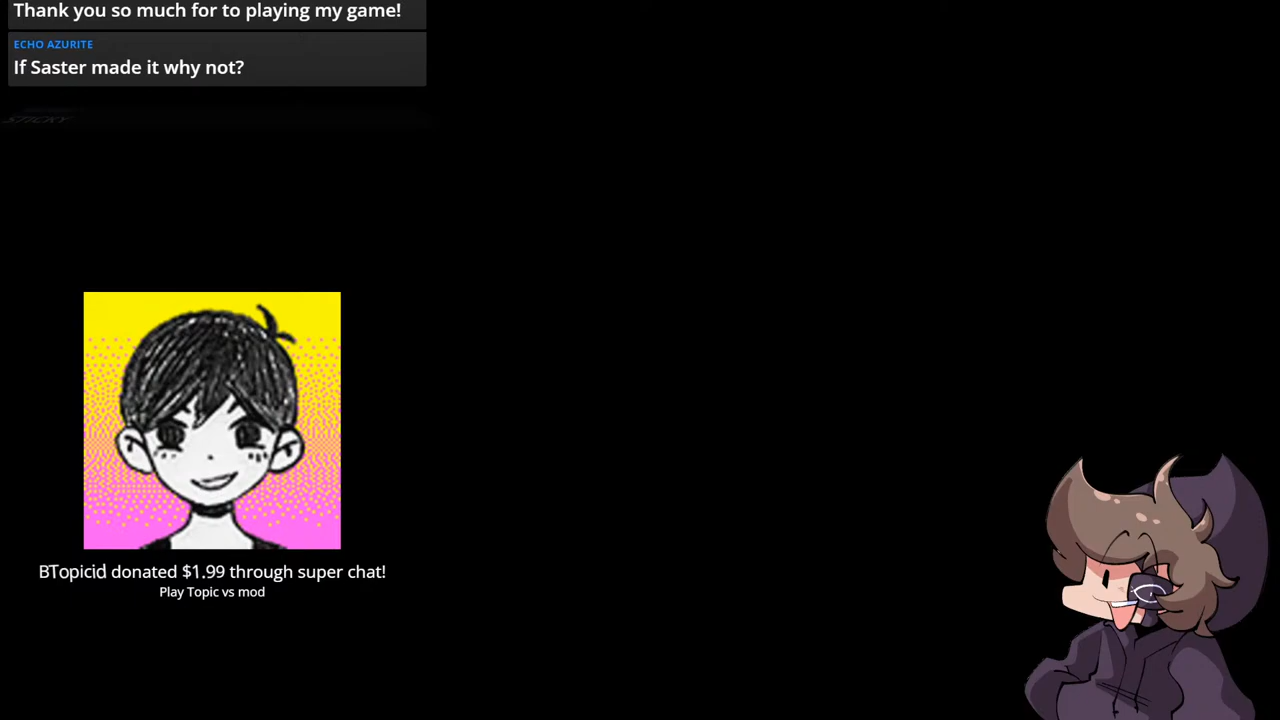 Thank you so much for to playing my game!
ECHO AZURITE
If Saster made it why not?
STICKY
BTopicid donated $1.99 through super chat!
Play Topic vs mod